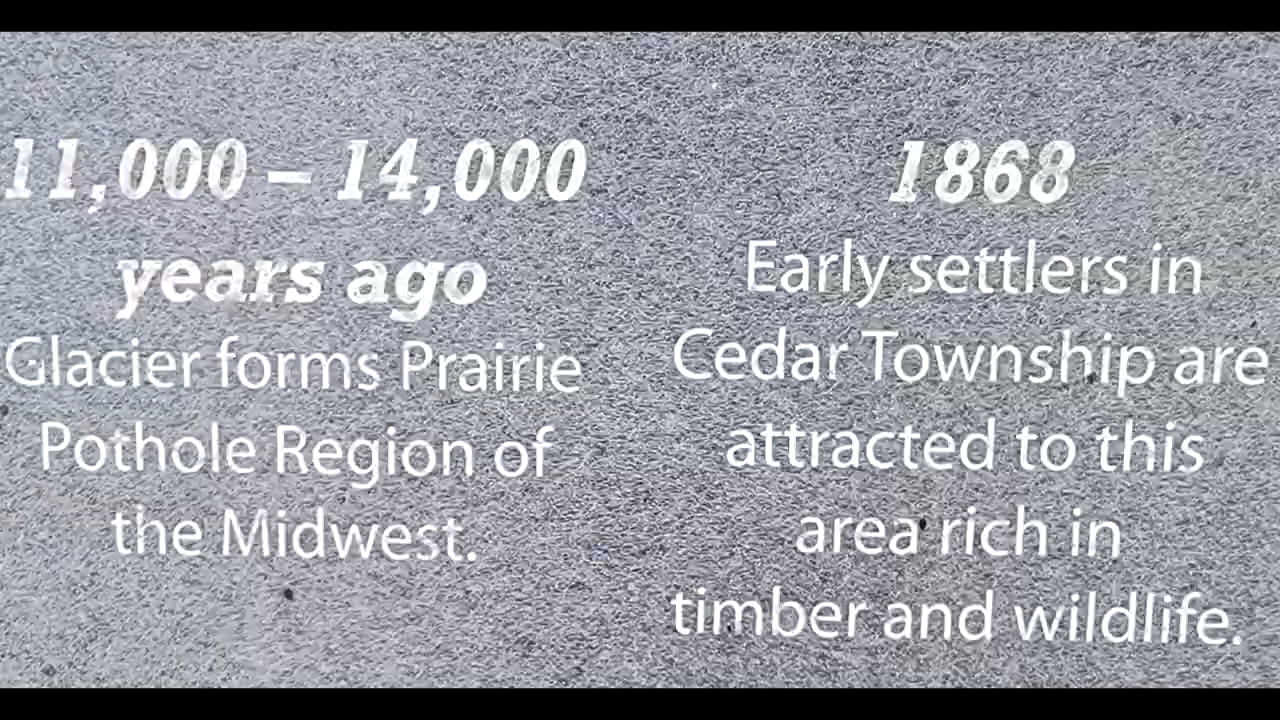 11,000 – 14,000
years ago
Glacier forms Prairie
Pothole Region of
the Midwest.
1868
Early settlers in
Cedar Township are
attracted to this
area rich in
timber and wildlife.